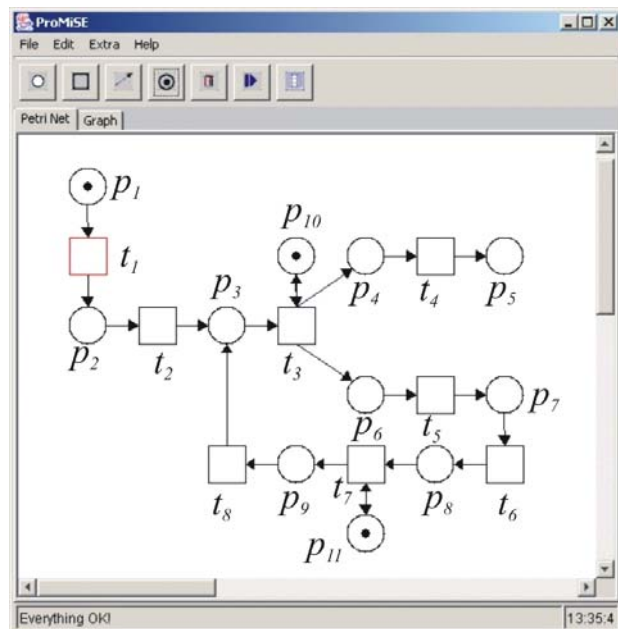 ProMiSE
File Edit Extra Help
Petri Net Graph
p1
p10
t1
p3
p4
t4
p5
p2
t2
t3
p6
t5
p7
t8
p9
t7
p8
t6
p11
Everything OK! 13:35:4